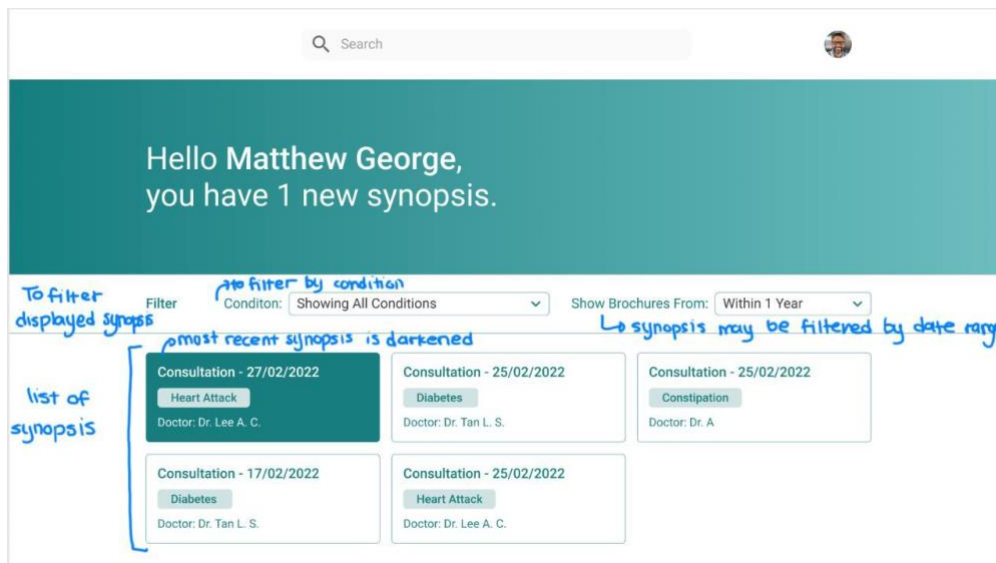 Search
Hello Matthew George,
you have 1 new synopsis.
to filter by condition
To filter
displayed synopsis
Filter
Conditon: Showing All Conditions
Show Brochures From: Within 1 Year
synopsis may be filtered by date rang
most recent synopsis is darkened
list of
synopsis
Consultation - 27/02/2022
Heart Attack
Doctor: Dr. Lee A. C.
Consultation - 25/02/2022
Diabetes
Doctor: Dr. Tan L. S.
Consultation - 25/02/2022
Constipation
Doctor: Dr. A
Consultation - 17/02/2022
Diabetes
Doctor: Dr. Tan L. S.
Consultation - 25/02/2022
Heart Attack
Doctor: Dr. Lee A. C.